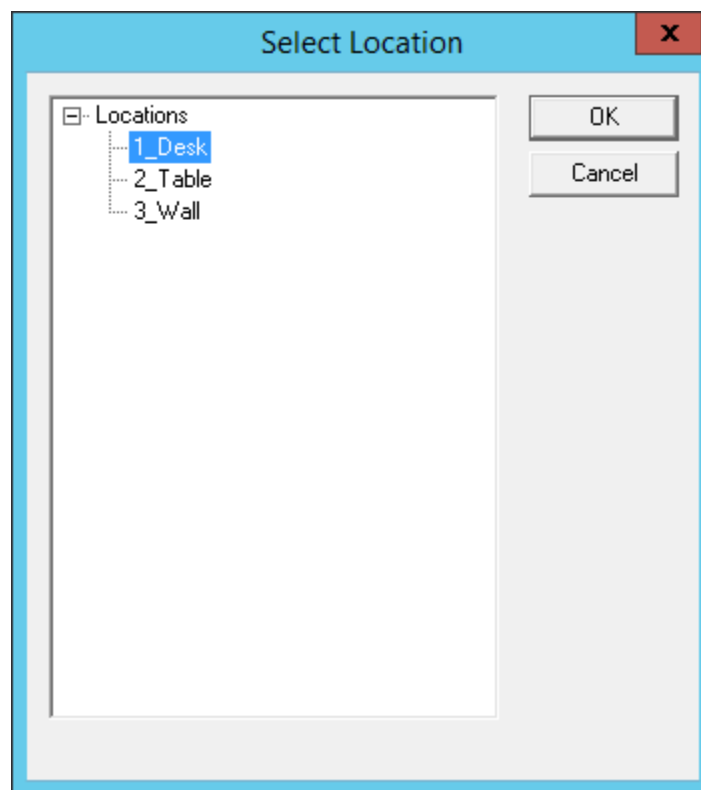 Select Location
x
Locations
1_Desk
2_Table
3_Wall
OK
Cancel